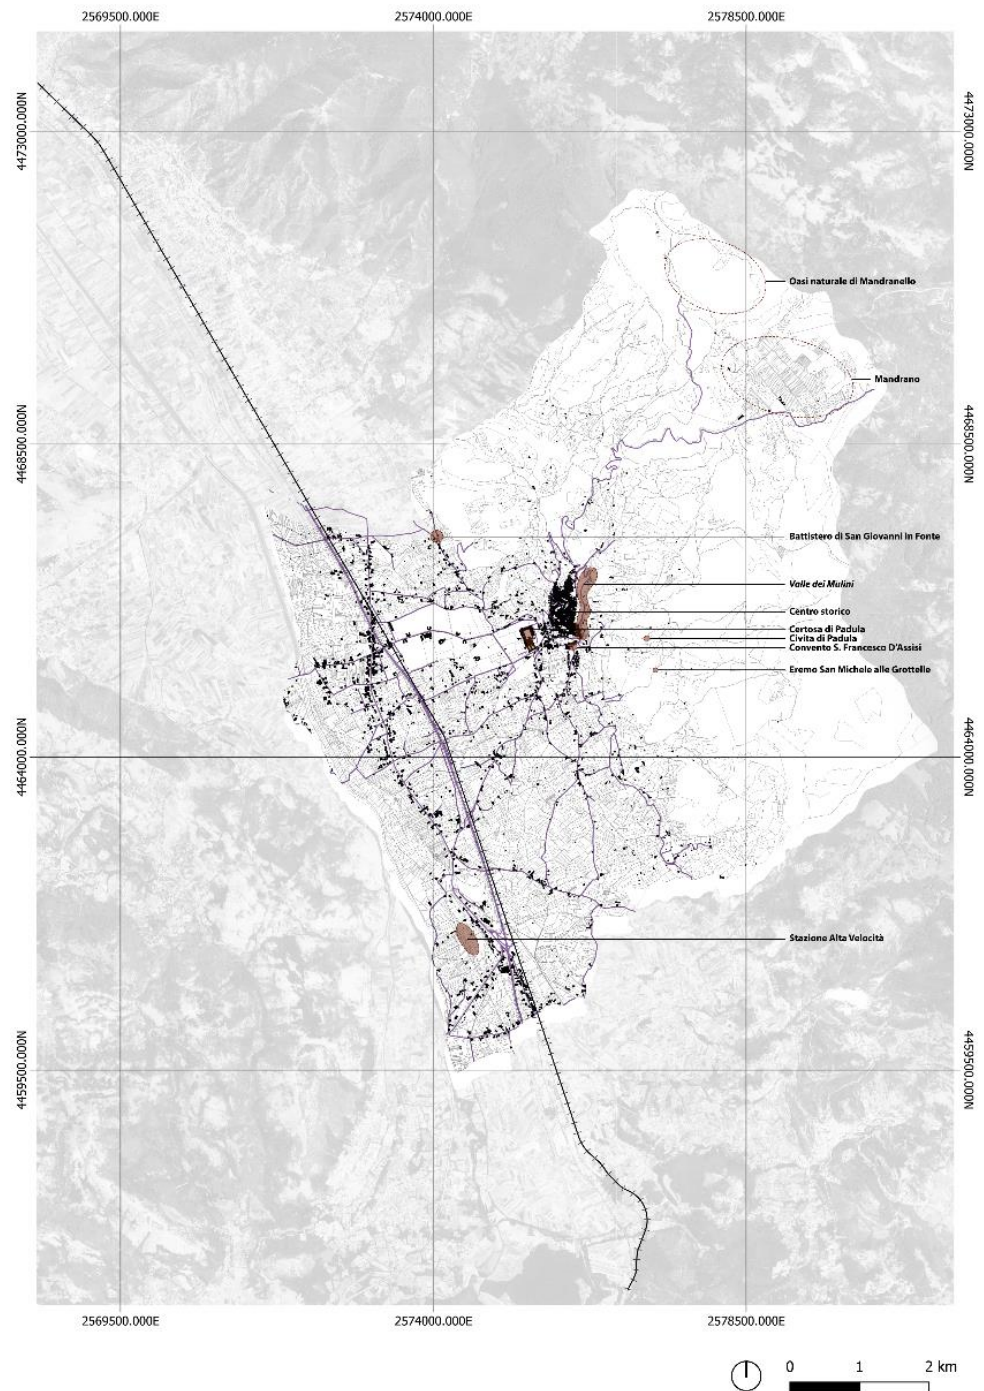 2569500.000E
2574000.000E
2578500.000E
4473000.000N
4473000.000N
Oasi naturale di Mandranello
Mandrano
4468500.000N
4468500.000N
Battistero di San Giovanni in Fonte
Valle dei Mulini
Centro storico
Certosa di Padula
Civita di Padula
Convento S. Francesco D'Assisi
Eremo San Michele alle Grottelle
4464000.000N
4464000.000N
Stazione Alta Velocità
4459500.000N
4459500.000N
2569500.000E
2574000.000E
2578500.000E
0 1 2 km